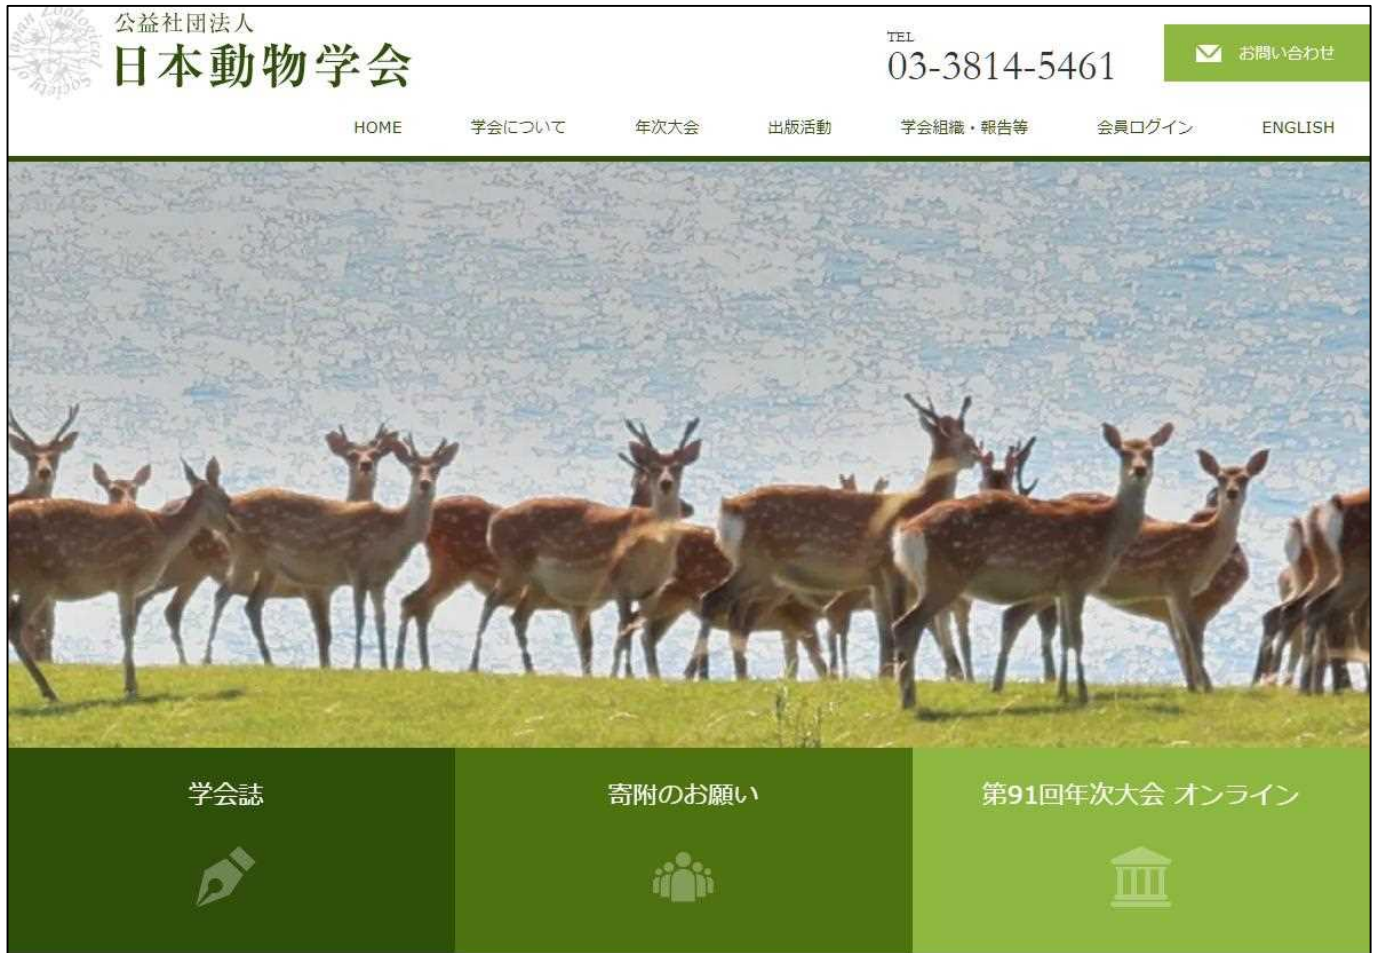 公益社団法人
日本動物学会
TEL
03-3814-5461
お問い合わせ
HOME 学会について 年次大会 出版活動 学会組織・報告等 会員ログイン ENGLISH
学会誌 寄附のお願い 第91回年次大会 オンライン